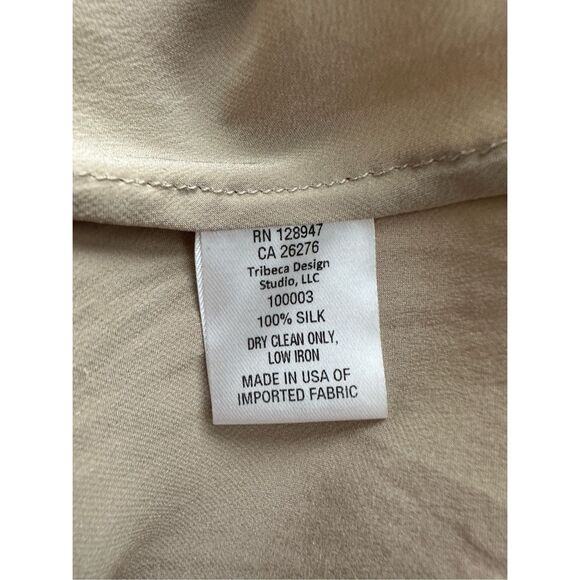 RN 128947
CA 26276
Tribeca Design
Studio, LLC
100003
100% SILK
DRY CLEAN ONLY,
LOW IRON
MADE IN USA OF
IMPORTED FABRIC